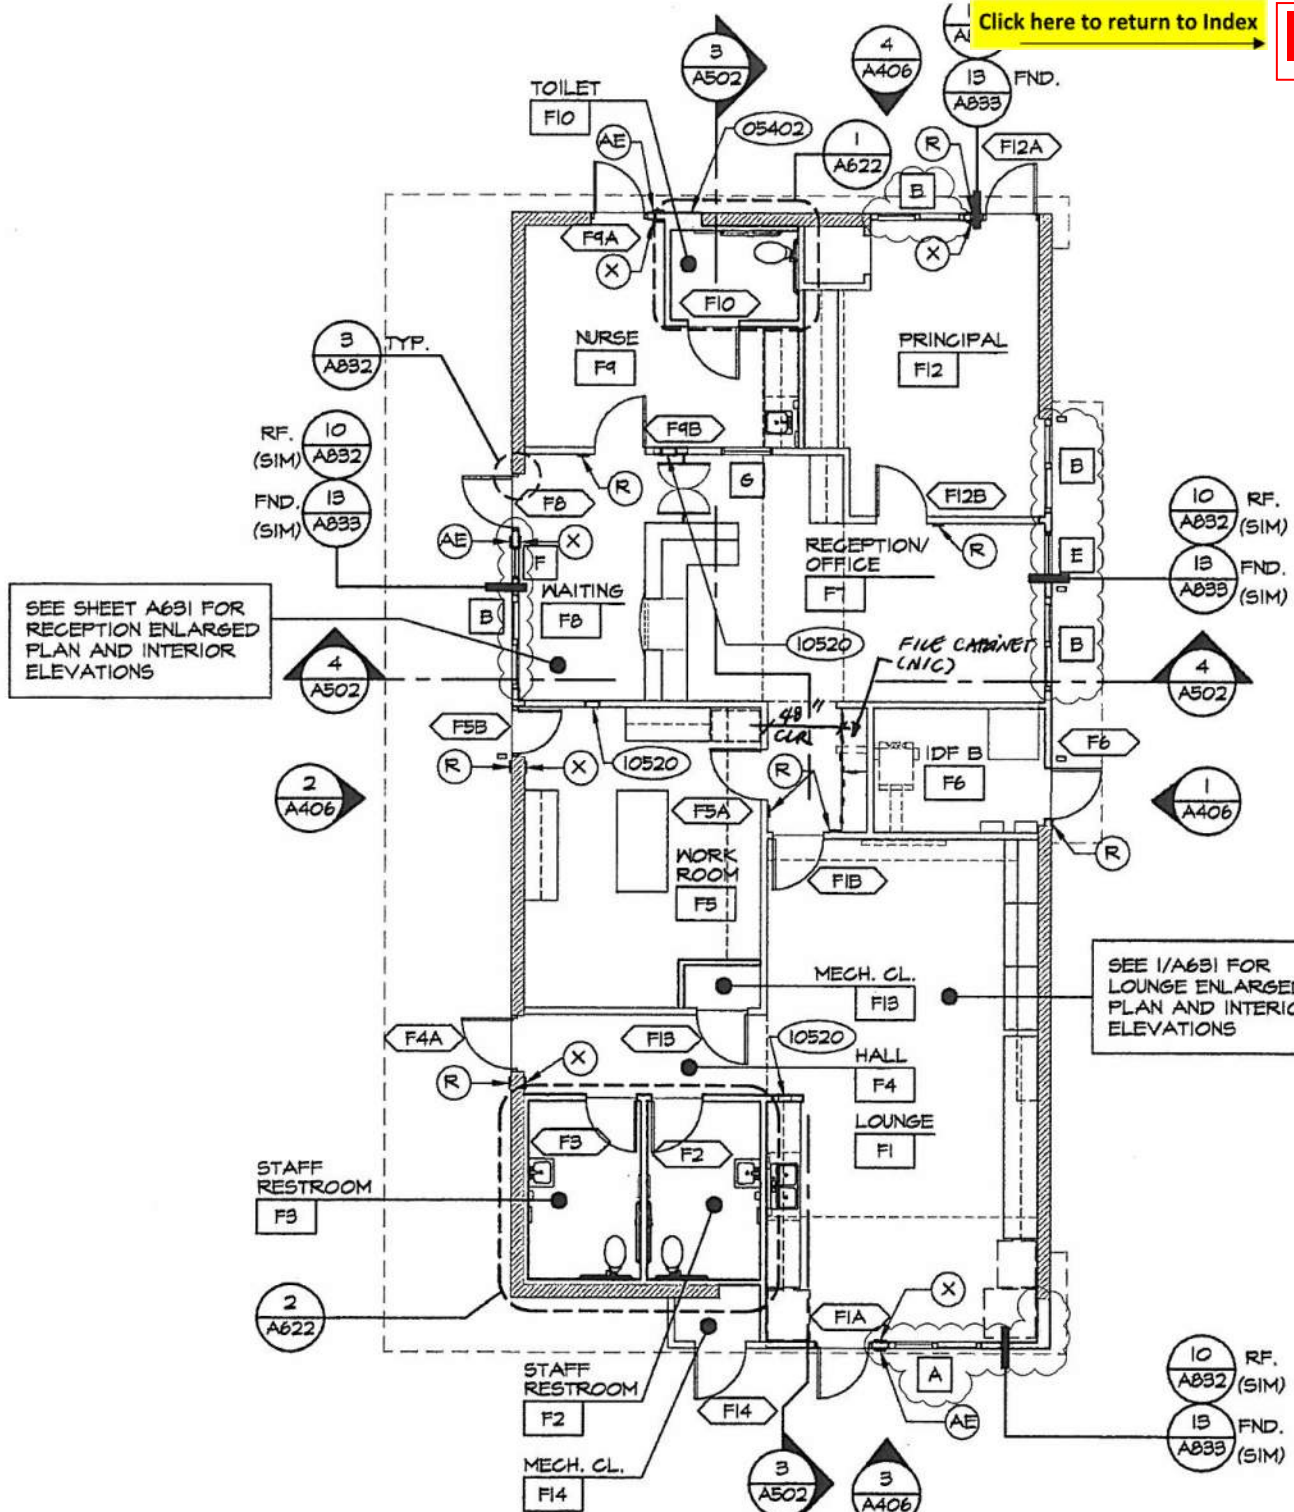 Click here to return to Index
3
A502
4
A406
13
A833
FND.
TOILET
F10
AE
05402
1
A622
R
F12A
B
F9A
X
X
F10
NURSE
F9
PRINCIPAL
F12
3
A832
TYP.
RF.
(SIM)
10
A832
F9B
G
B
FND.
(SIM)
13
A833
R
F8
F12B
10
A832
RF.
(SIM)
AE
X
F
RECEPTION/
OFFICE
F7
R
E
13
A833
FND.
(SIM)
SEE SHEET A631 FOR
RECEPTION ENLARGED
PLAN AND INTERIOR
ELEVATIONS
B
WAITING
F8
10520
FILE CABINET
(NIC)
B
4
A502
4
A502
F5B
48"
CLR
F6
R
X
10520
R
IDF B
F6
2
A406
F5A
1
A406
WORK
ROOM
F5
F1B
R
MECH. CL.
F13
SEE 1/A631 FOR
LOUNGE ENLARGED
PLAN AND INTERIO
ELEVATIONS
F4A
F13
10520
R
X
HALL
F4
LOUNGE
F1
F3
F2
STAFF
RESTROOM
F3
2
A622
F1A
X
STAFF
RESTROOM
F2
A
10
A832
RF.
(SIM)
F14
AE
13
A833
FND.
(SIM)
MECH. CL.
F14
3
A502
3
A406